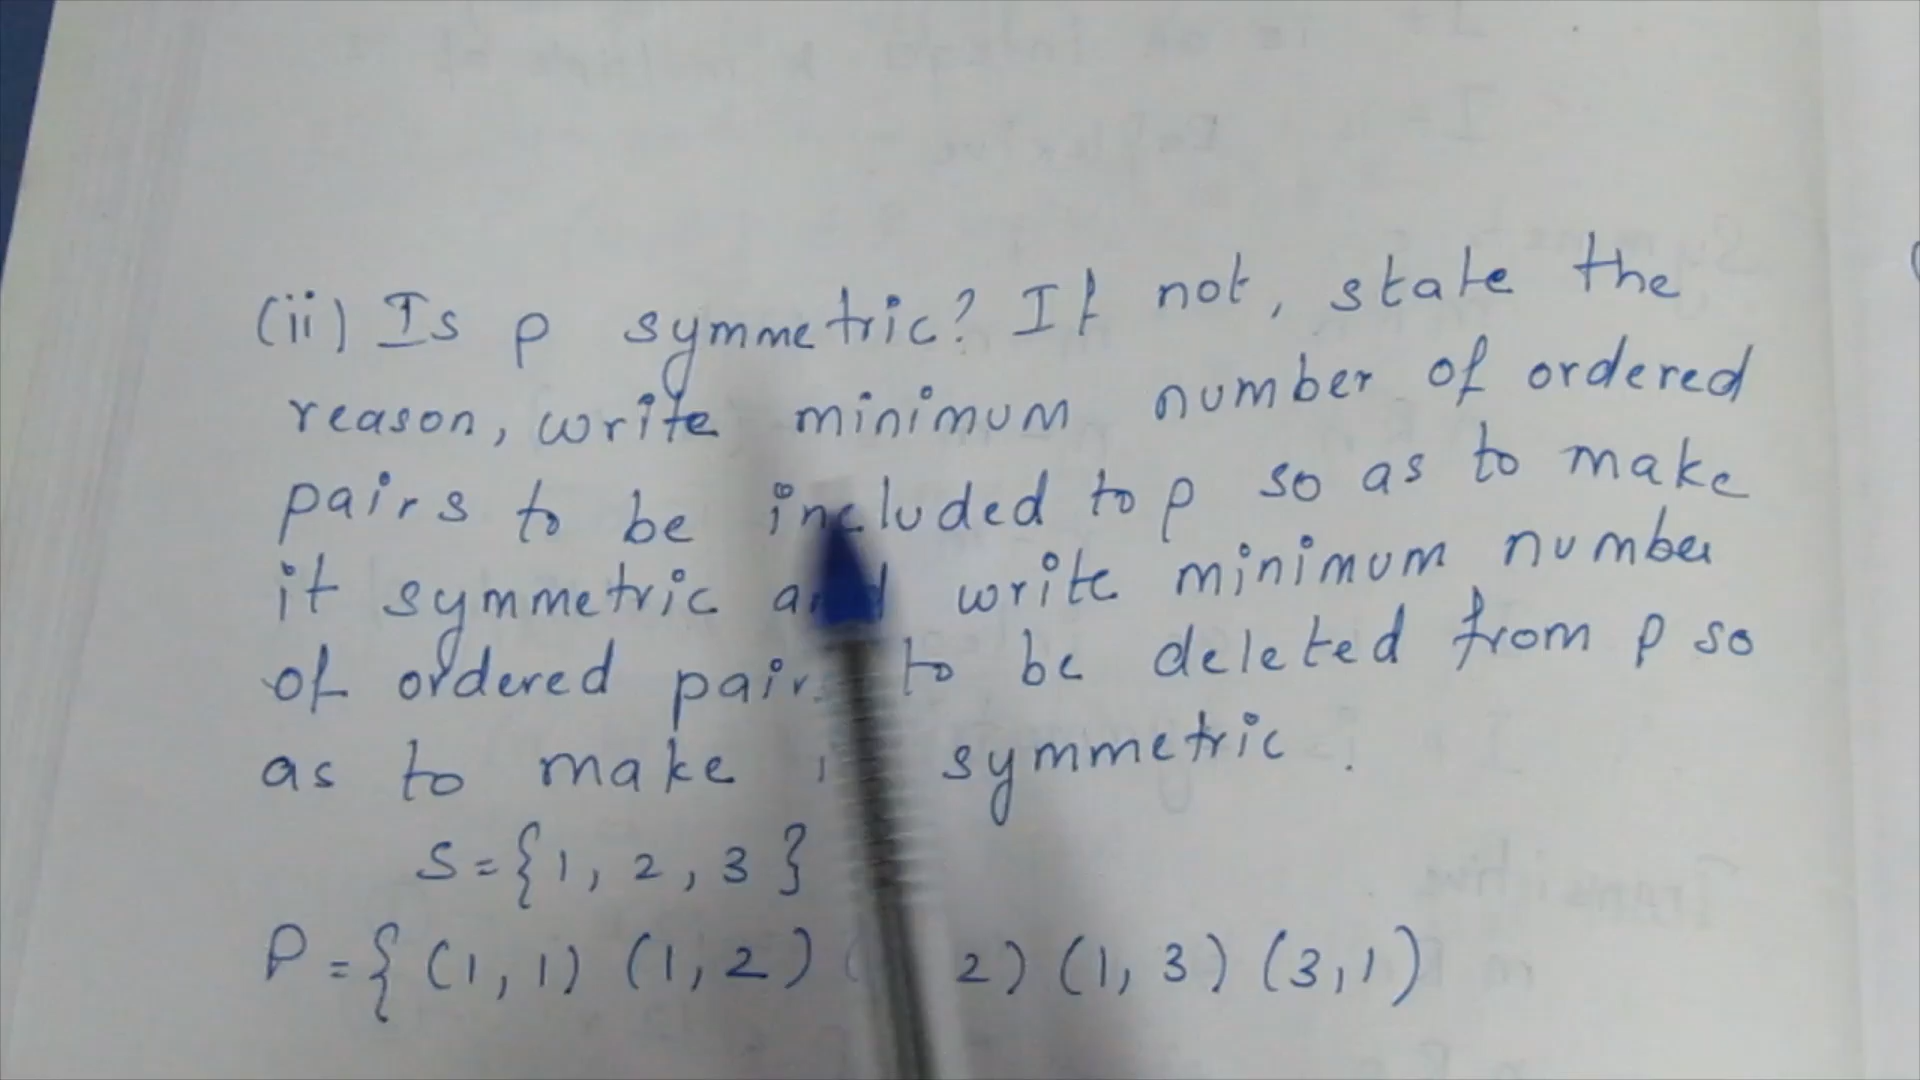 (ii) Is ρ symmetric? If not, state the
reason, write minimum number of ordered
pairs to be included to ρ so as to make
it symmetric and write minimum number
of ordered pairs to be deleted from ρ so
as to make symmetric.
S={1, 2, 3}
ρ={(1,1) (1,2) ( 2) (1,3) (3,1)